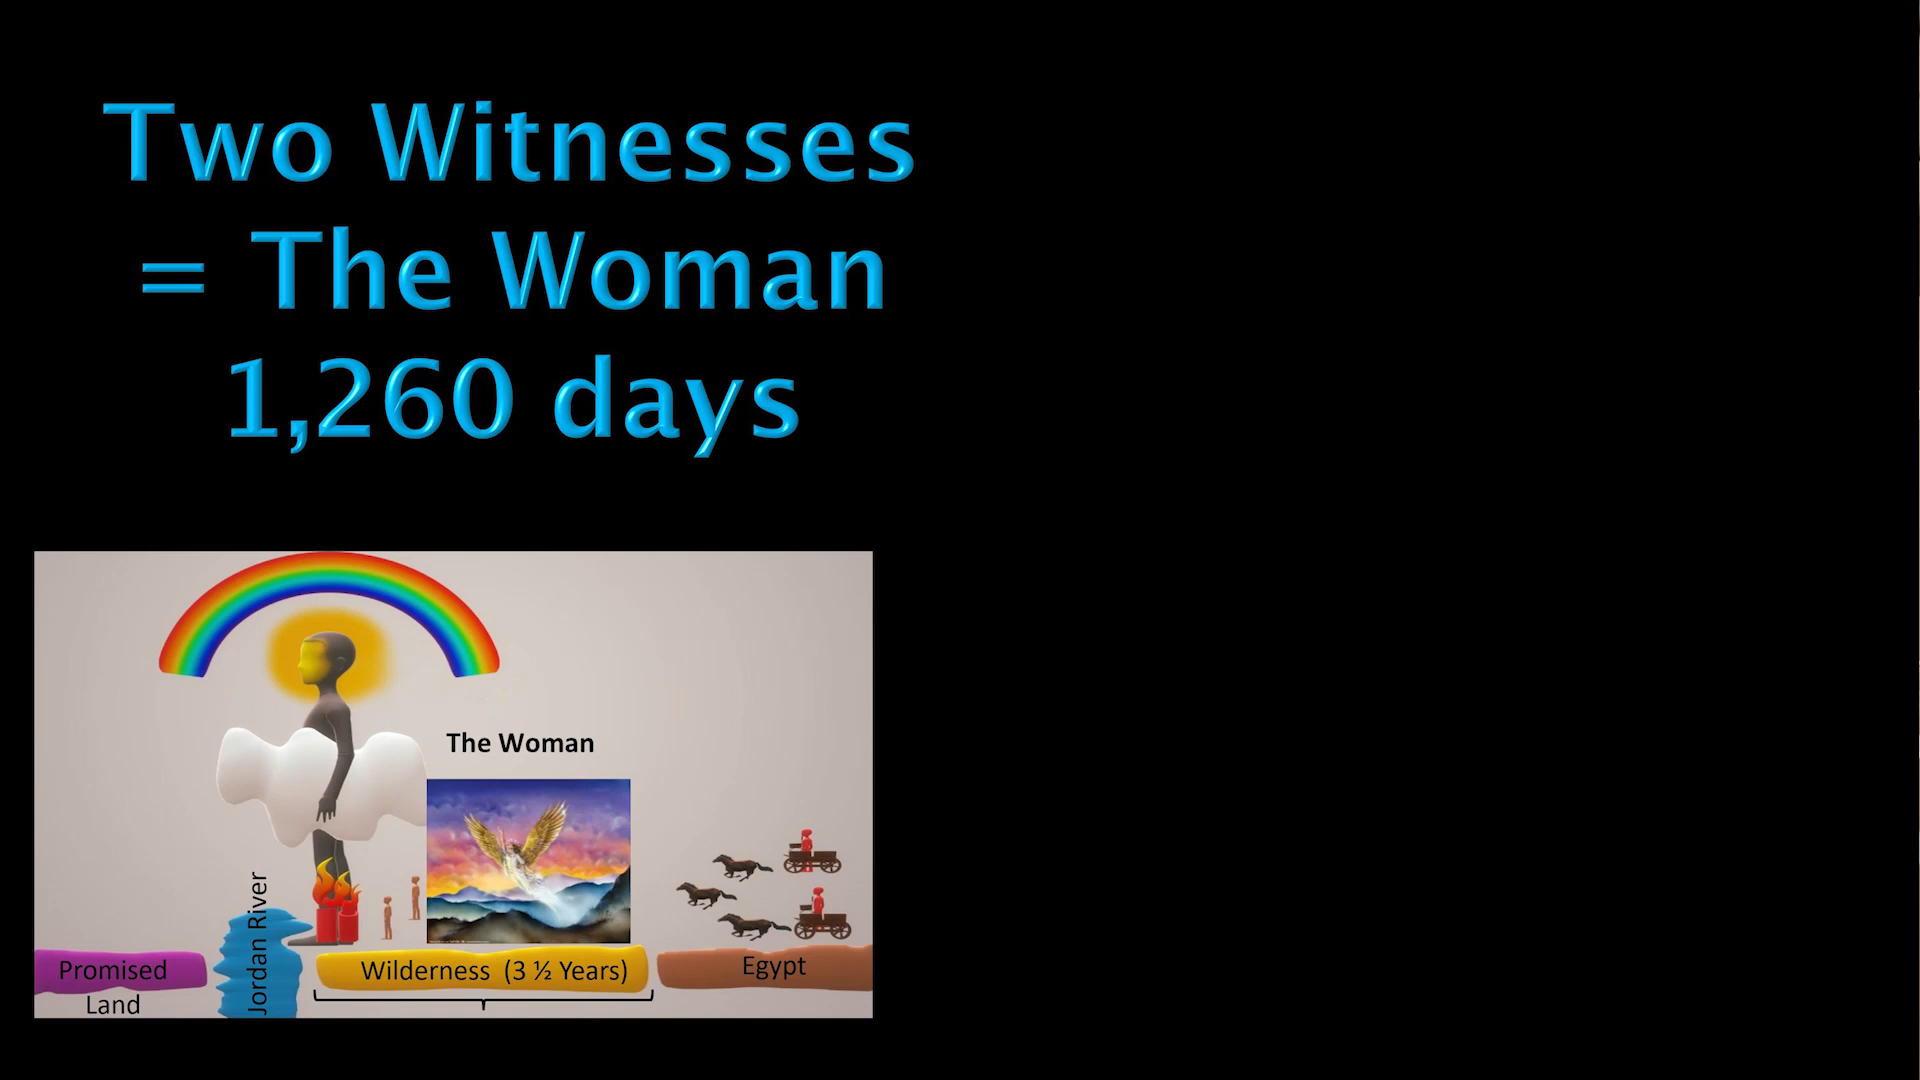 Two Witnesses
= The Woman
1,260 days
The Woman
Jordan River
Promised
Land
Wilderness (3 ½ Years)
Egypt